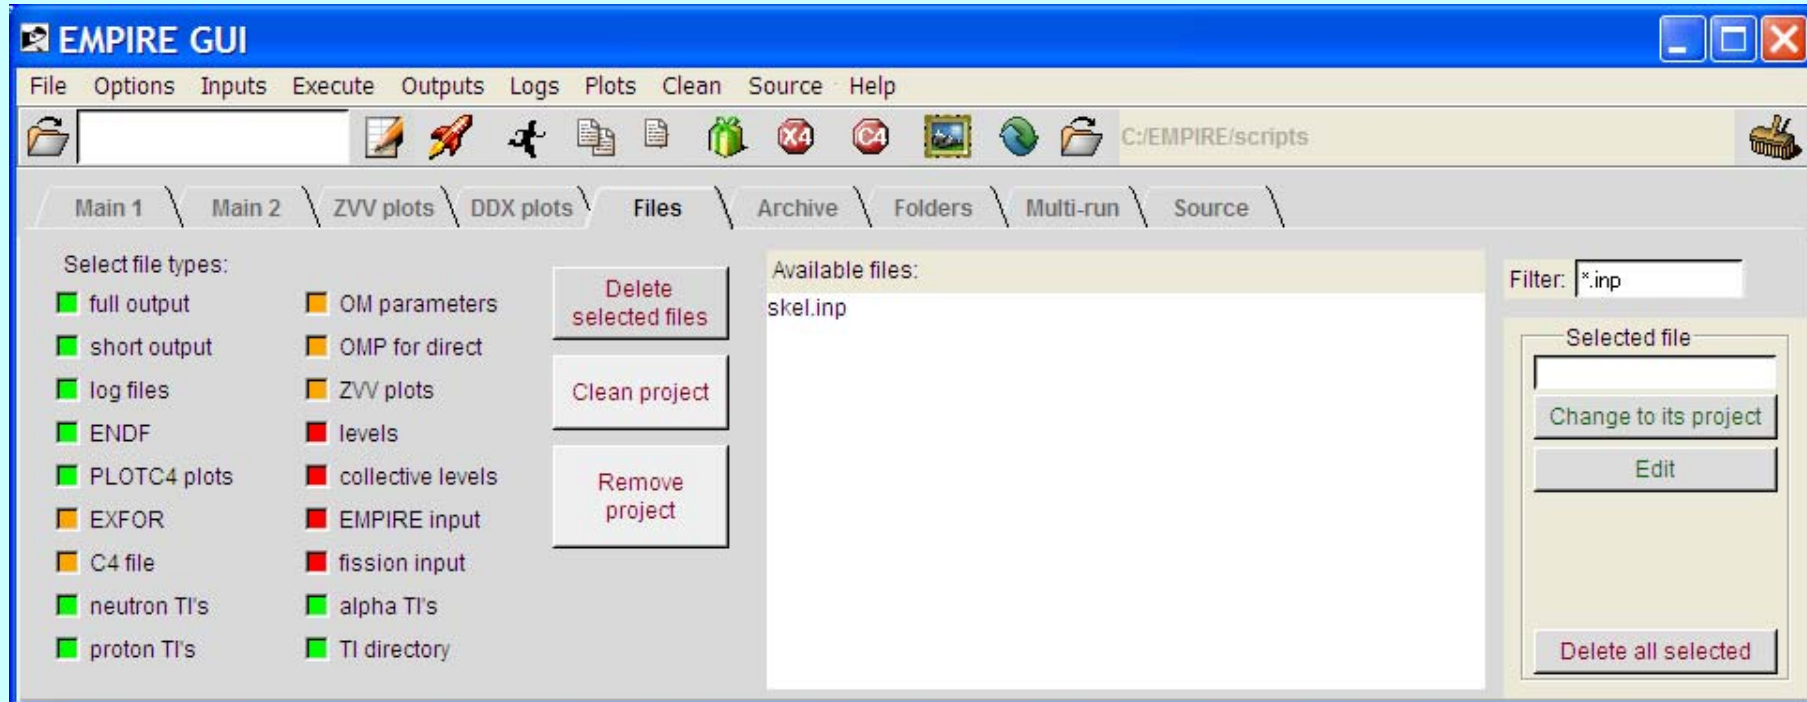 EMPIRE GUI
File Options Inputs Execute Outputs Logs Plots Clean Source Help
X4 C4 C:/EMPIRE/scripts
Main 1 Main 2 ZVV plots DDX plots Files Archive Folders Multi-run Source
Select file types:
full output
short output
log files
ENDF
PLOTC4 plots
EXFOR
C4 file
neutron Tl's
proton Tl's
OM parameters
OMP for direct
ZVV plots
levels
collective levels
EMPIRE input
fission input
alpha Tl's
Tl directory
Delete
selected files
Clean project
Remove
project
Available files:
skel.inp
Filter: *.inp
Selected file
Change to its project
Edit
Delete all selected